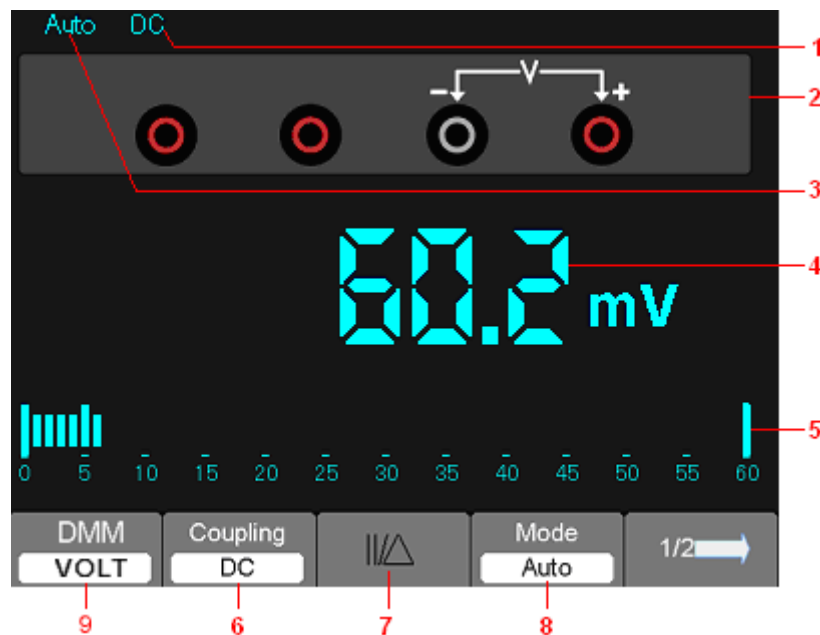 Auto DC 1
V 2
- +
3
60.2 mV 4
5
0 5 10 15 20 25 30 35 40 45 50 55 60
DMM Coupling Mode 1/2
VOLT DC Auto
9 6 7 8